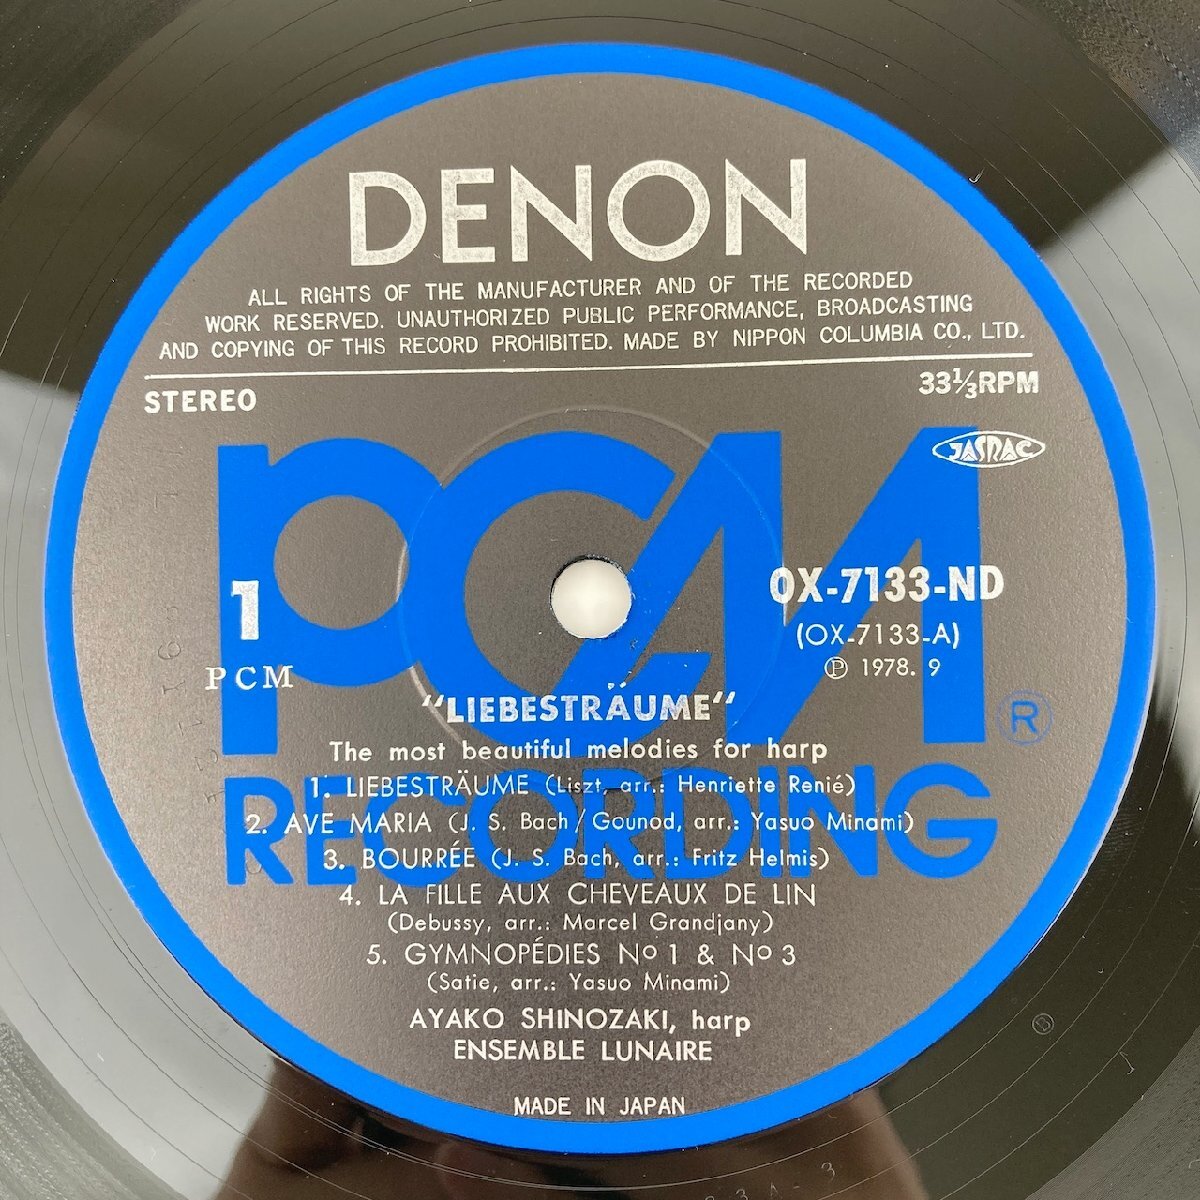 DENON
ALL RIGHTS OF THE MANUFACTURER AND OF THE RECORDED
WORK RESERVED. UNAUTHORIZED PUBLIC PERFORMANCE, BROADCASTING
AND COPYING OF THIS RECORD PROHIBITED. MADE BY NIPPON COLUMBIA CO., LTD.
STEREO
33⅓RPM
JASRAC
PCM
RECORDING
®
1
PCM
OX-7133-ND
(OX-7133-A)
Ⓟ 1978. 9
"LIEBESTRÄUME"
The most beautiful melodies for harp
1. LIEBESTRÄUME (Liszt, arr.: Henriette Renié)
2. AVE MARIA (J. S. Bach/Gounod, arr.: Yasuo Minami)
3. BOURRÉE (J. S. Bach, arr.: Fritz Helmis)
4. LA FILLE AUX CHEVEAUX DE LIN
(Debussy, arr.: Marcel Grandjany)
5. GYMNOPÉDIES No 1 & No 3
(Satie, arr.: Yasuo Minami)
AYAKO SHINOZAKI, harp
ENSEMBLE LUNAIRE
MADE IN JAPAN